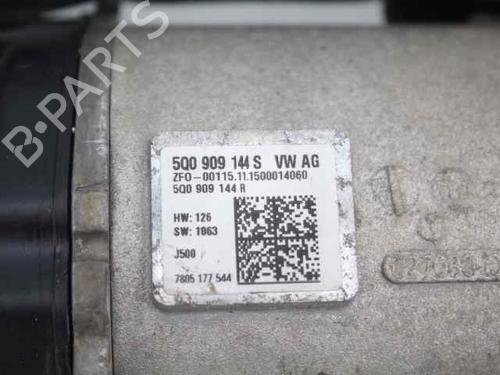 B-PARTS
5Q0 909 144 S VW AG
ZFO-00115.11.1500014060
5Q0 909 144 R
HW: 126
SW: 1063
J500
7805 177 544